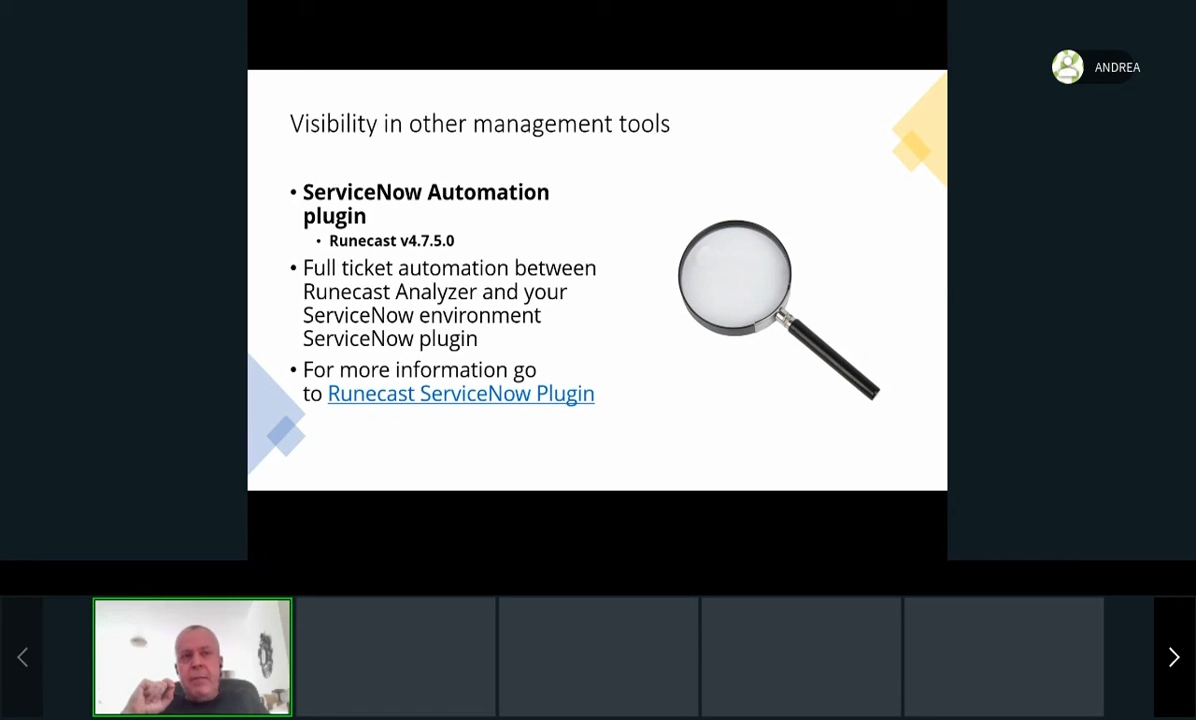 ANDREA
Visibility in other management tools
• ServiceNow Automation
plugin
• Runecast v4.7.5.0
• Full ticket automation between
Runecast Analyzer and your
ServiceNow environment
ServiceNow plugin
• For more information go
to Runecast ServiceNow Plugin